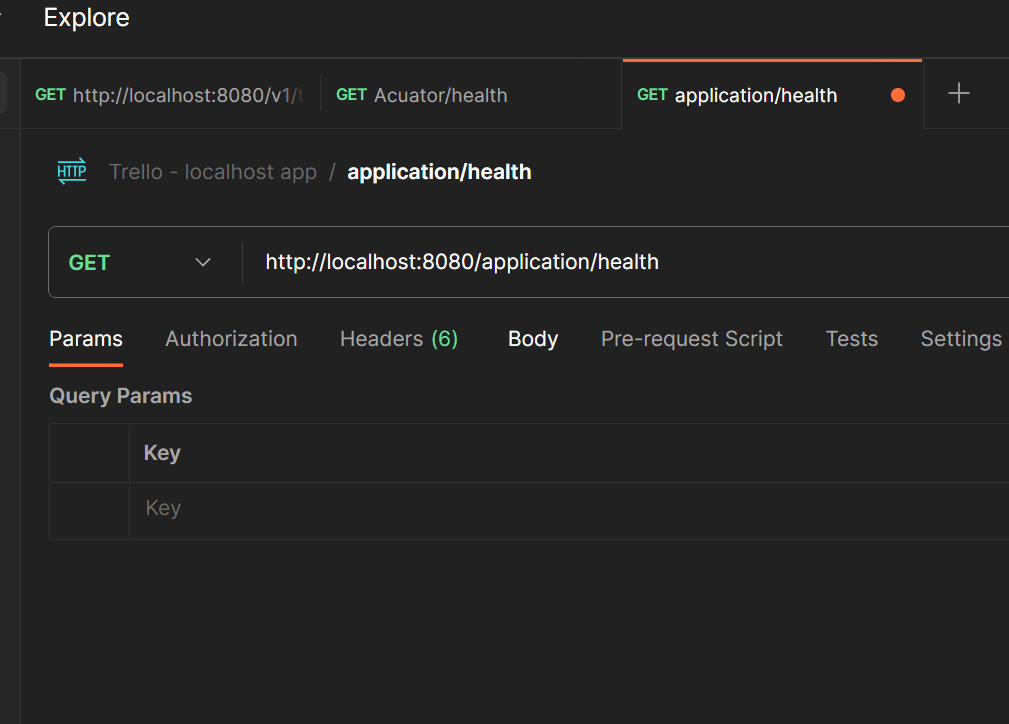 Explore
GET http://localhost:8080/v1/t
GET Acuator/health
GET application/health
HTTP Trello - localhost app / application/health
GET http://localhost:8080/application/health
Params Authorization Headers (6) Body Pre-request Script Tests Settings
Query Params
Key
Key